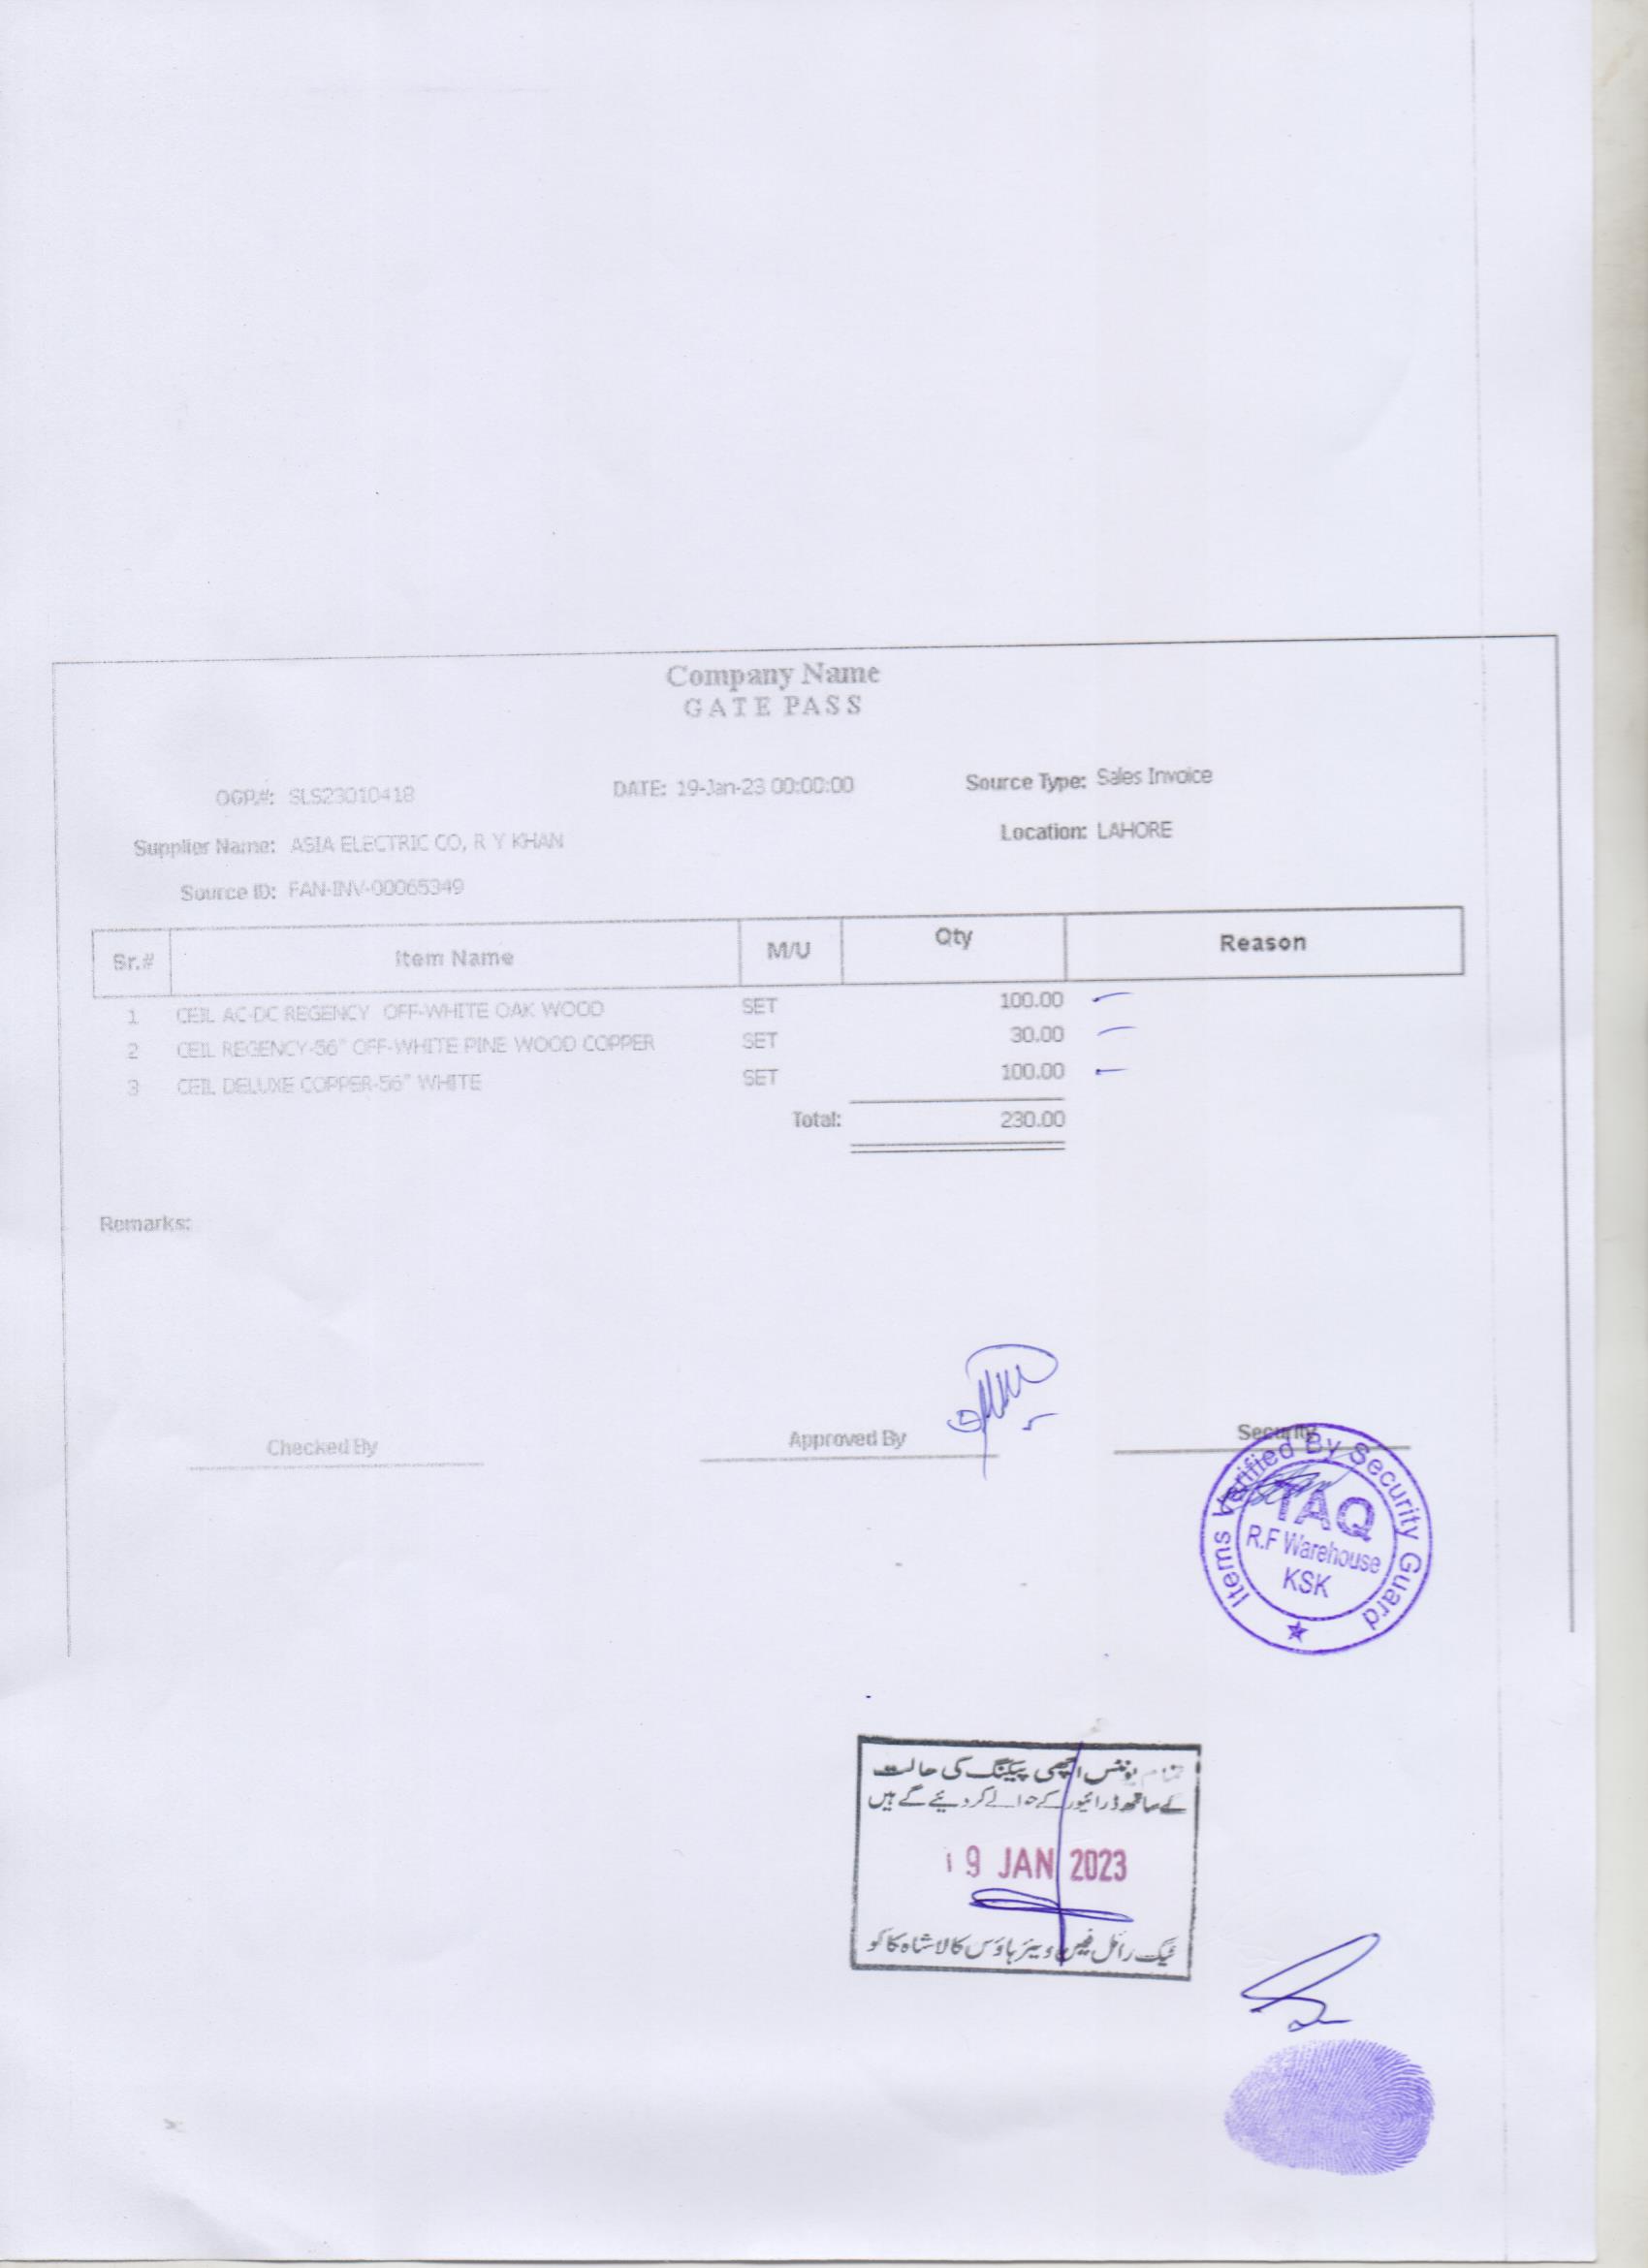 Company Name
GATE PASS
OGP.#: SLS23010418 DATE: 19-Jan-23 00:00:00 Source Type: Sales Invoice
Supplier Name: ASIA ELECTRIC CO, R Y KHAN Location: LAHORE
Source ID: FAN-INV-00065349
Sr.# Item Name M/U Qty Reason
1 CEIL AC-DC REGENCY OFF-WHITE OAK WOOD SET 100.00
2 CEIL REGENCY-56" OFF-WHITE PINE WOOD COPPER SET 30.00
3 CEIL DELUXE COPPER-56" WHITE SET 100.00
Total: 230.00
Remarks:
Checked By Approved By Security
Items Verified By Security Guard
TAQ
R.F Warehouse
KSK
تمام یونٹس اچھی پیکنگ کی حالت
کے ساتھ ڈرائیور کے حوالے کر دیئے گے ہیں
19 JAN 2023
ٹیک رائل فین ویئر ہاؤس کالا شاہ کاکو